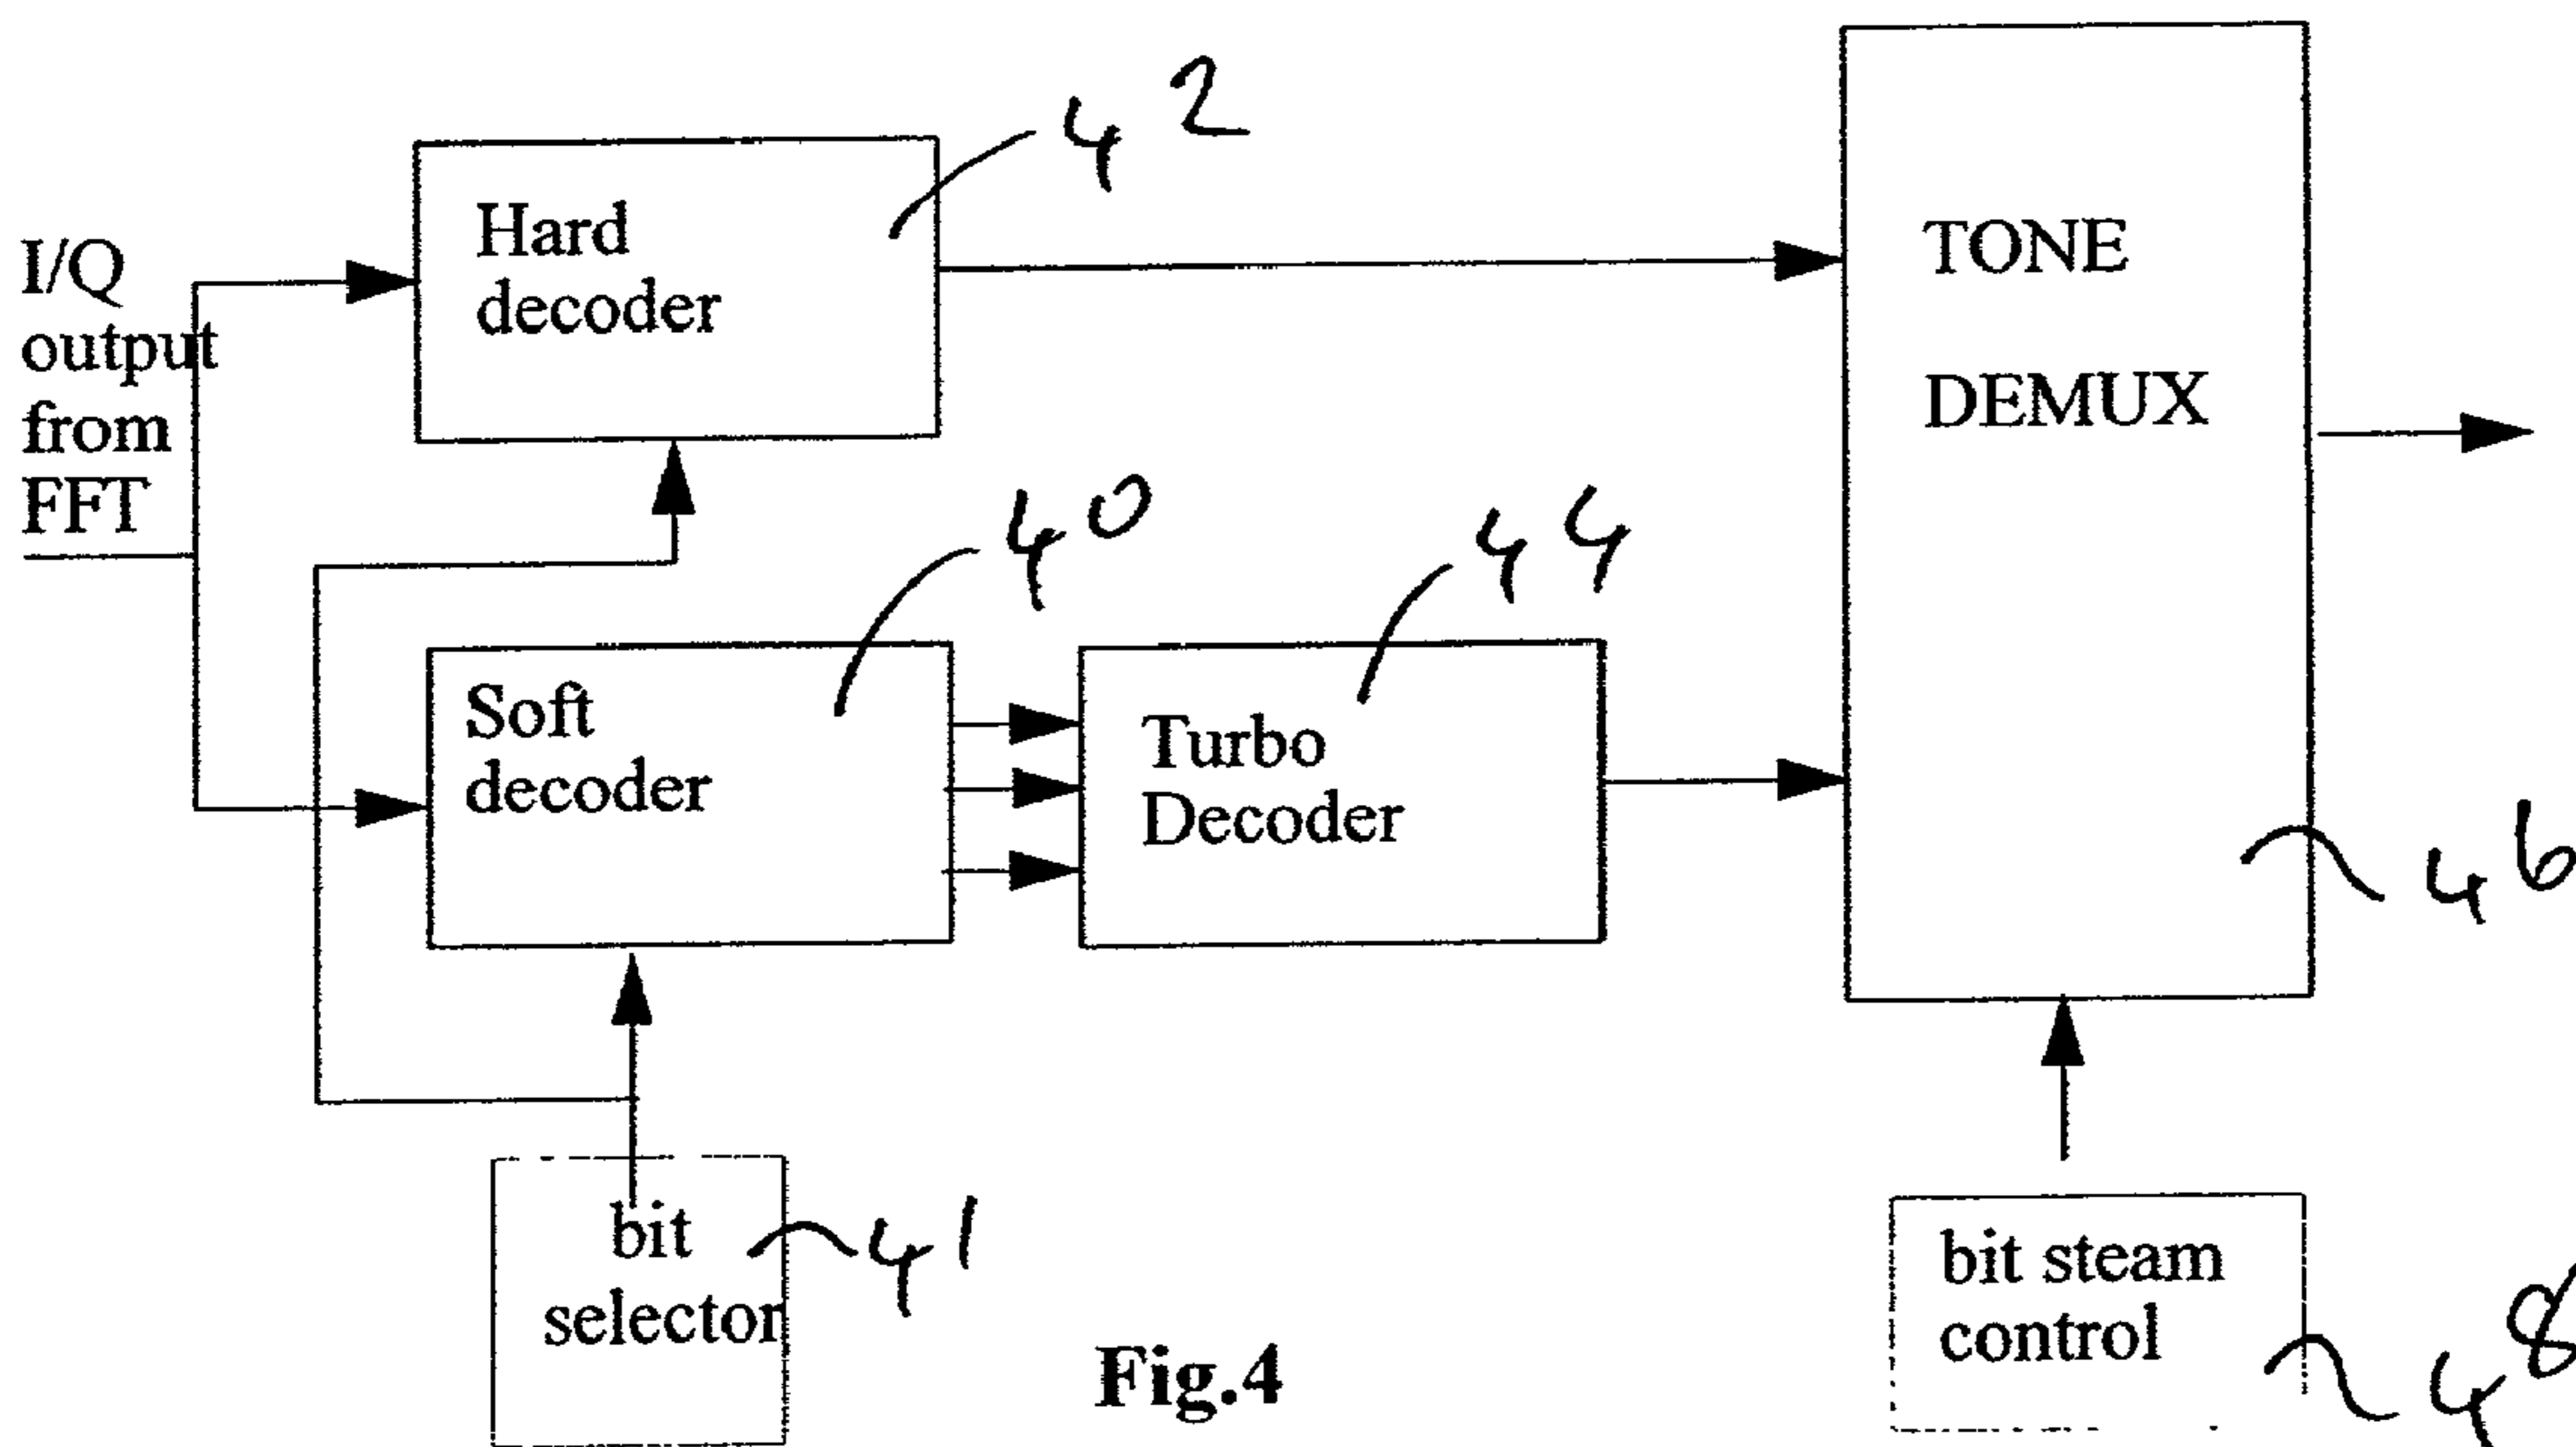 I/Q
output
from
FFT
Hard
decoder
42
TONE
DEMUX
Soft
decoder
40
Turbo
Decoder
44
46
bit
selector
41
bit steam
control
48
Fig.4